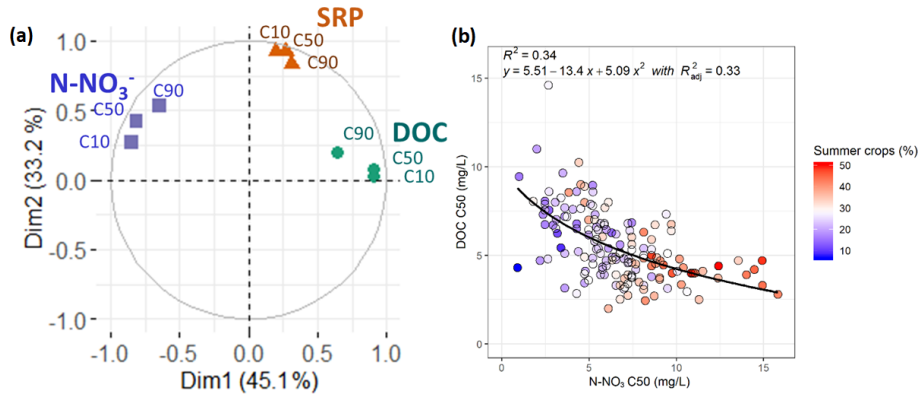 (a)
SRP
C10
C50
C90
N-NO₃⁻
C90
C50
C10
DOC
C90
C50
C10
1.0
0.5
0.0
-0.5
-1.0
Dim2 (33.2 %)
-1.0 -0.5 0.0 0.5 1.0
Dim1 (45.1%)
(b)
R² = 0.34
y = 5.51 − 13.4 x + 5.09 x² with R²adj = 0.33
15
10
5
0
DOC C50 (mg/L)
0 5 10 15
N-NO₃ C50 (mg/L)
Summer crops (%)
50
40
30
20
10